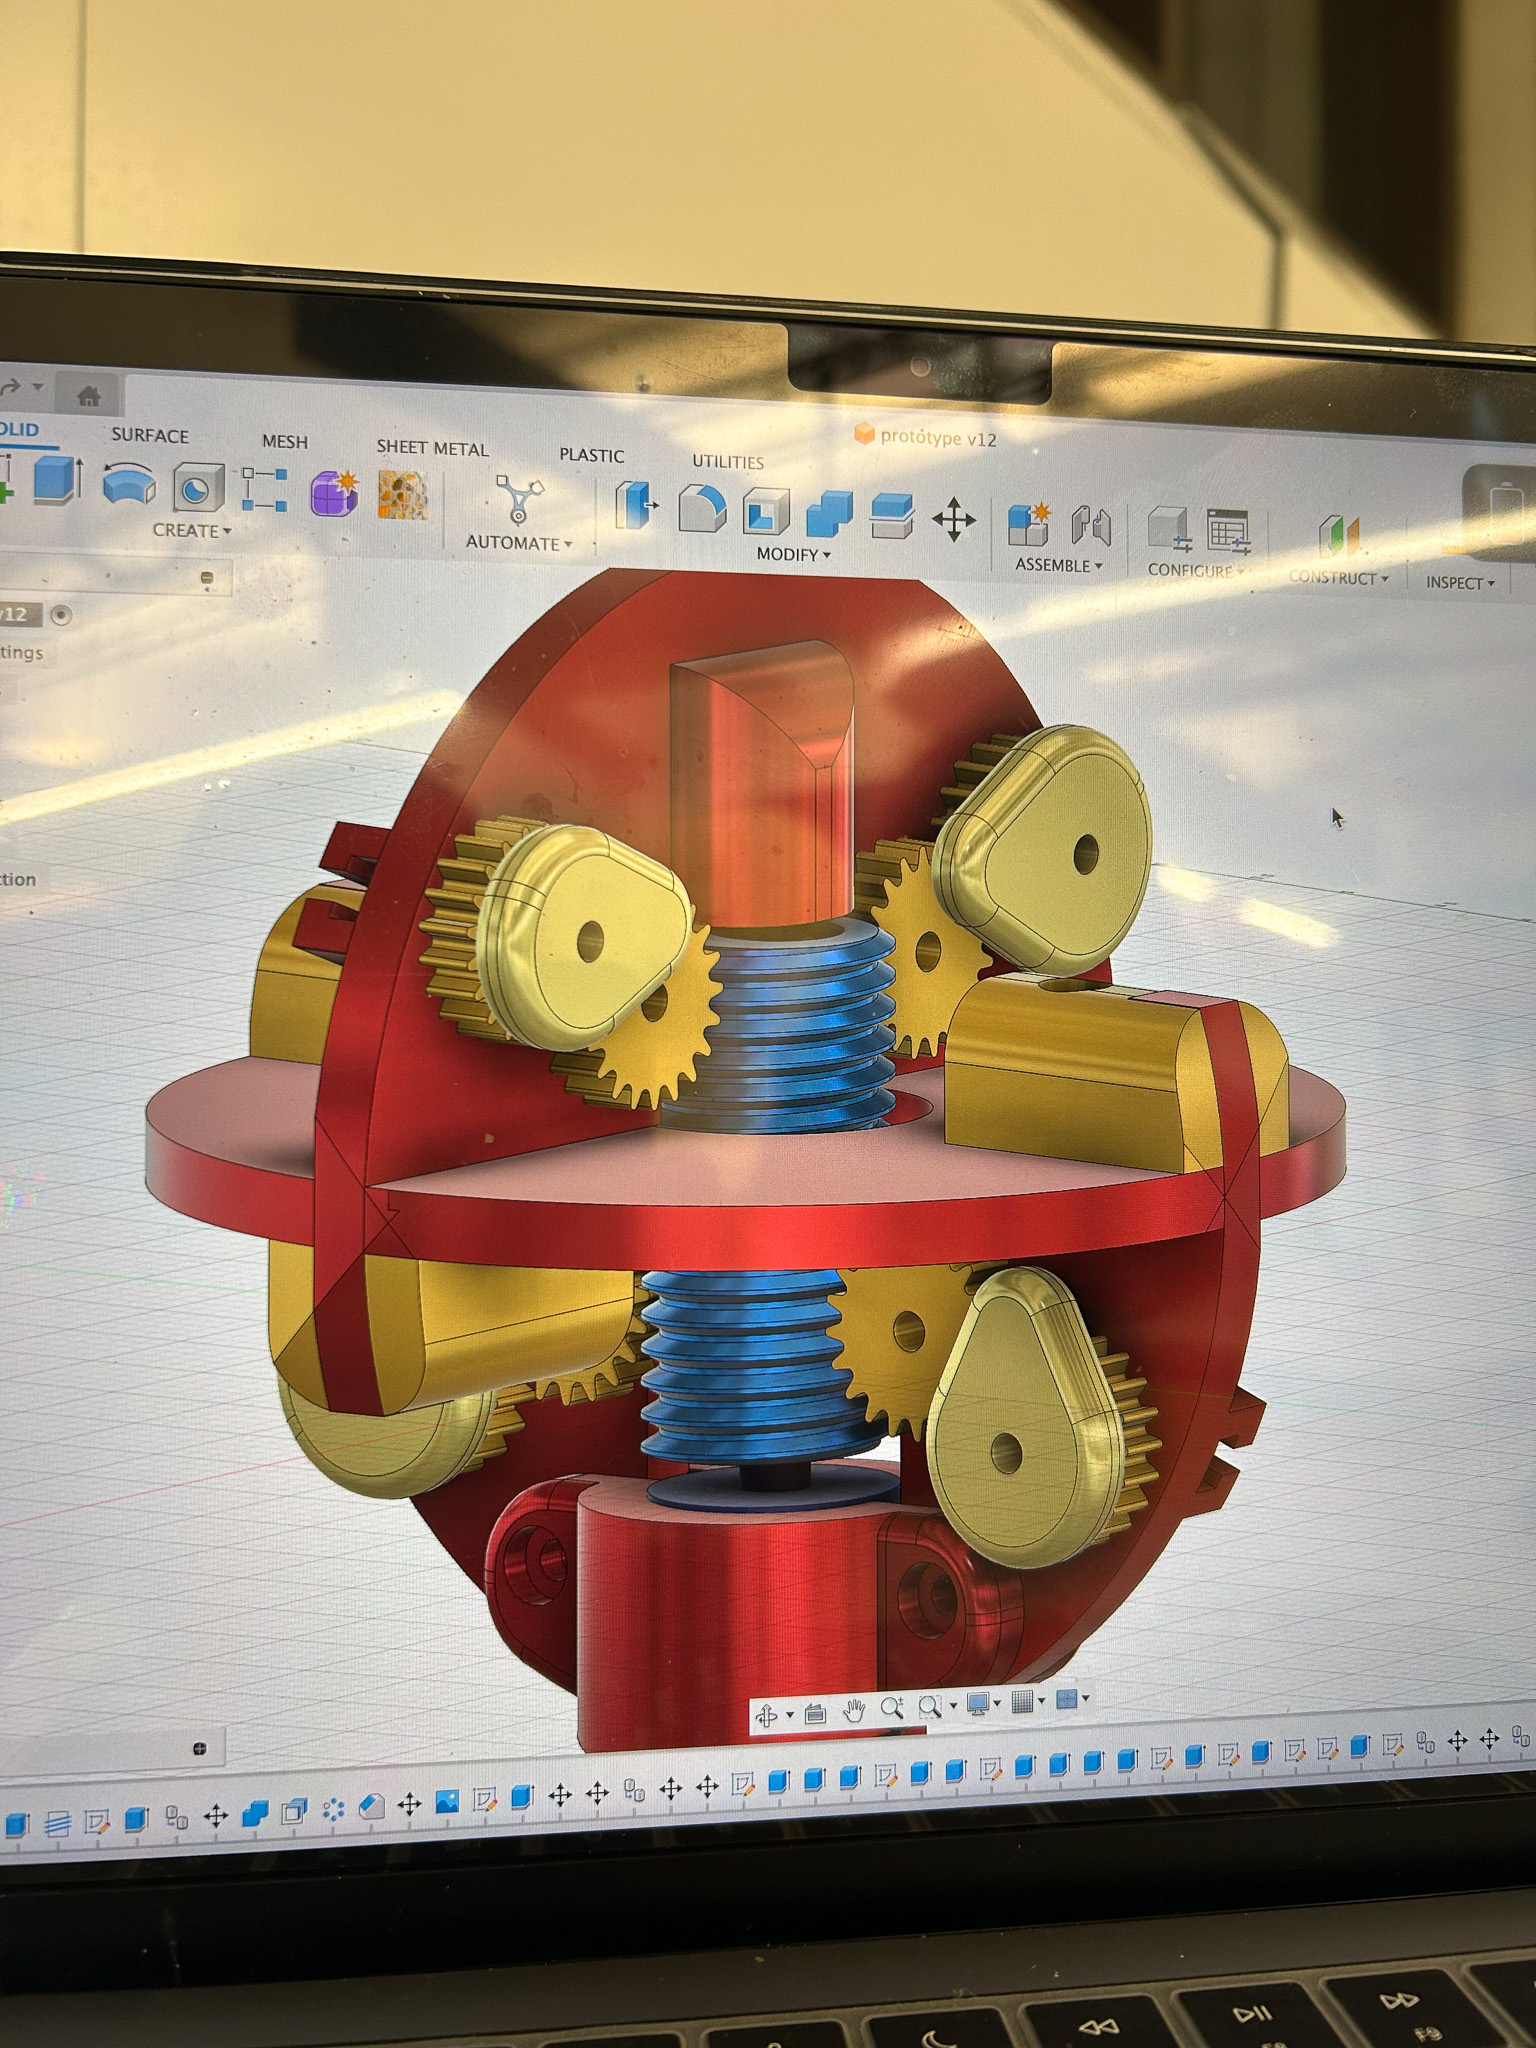 OLID
SURFACE
MESH
SHEET METAL
PLASTIC
UTILITIES
prototype v12
CREATE
AUTOMATE
MODIFY
ASSEMBLE
CONFIGURE
CONSTRUCT
INSPECT
v12
tings
ction
F9